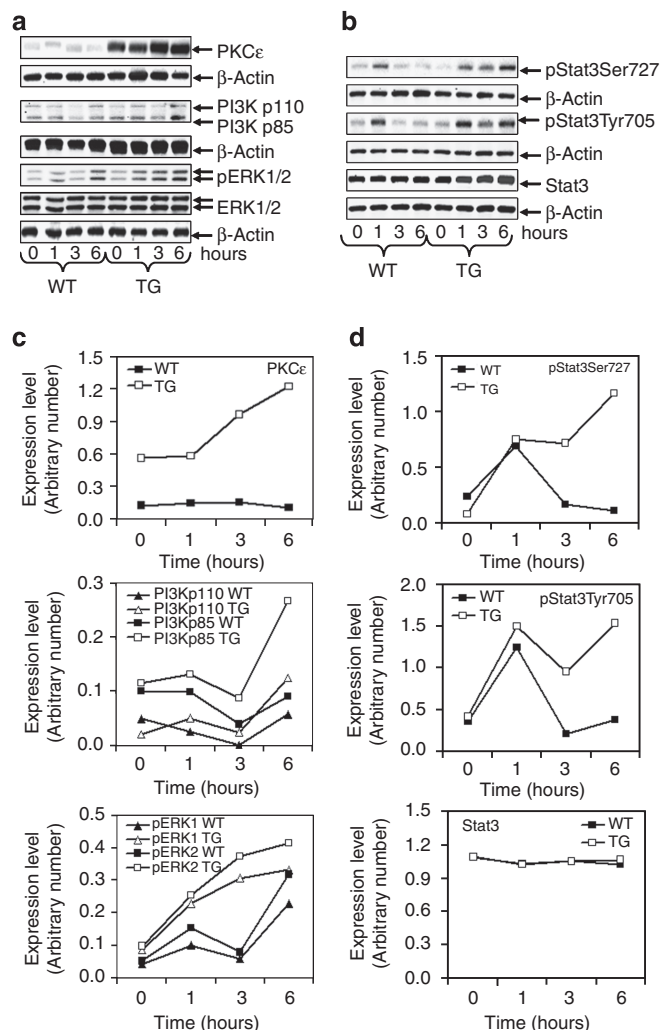 a
PKCε
β-Actin
PI3K p110
PI3K p85
β-Actin
pERK1/2
ERK1/2
β-Actin
0 1 3 6 0 1 3 6 hours
WT TG
b
pStat3Ser727
β-Actin
pStat3Tyr705
β-Actin
Stat3
β-Actin
0 1 3 6 0 1 3 6 hours
WT TG
c
Expression level
(Arbitrary number)
1.5
1.2
0.9
0.6
0.3
0.0
WT
TG
PKCε
0 1 3 6
Time (hours)
Expression level
(Arbitrary number)
0.3
0.2
0.1
0.0
PI3Kp110 WT
PI3Kp110 TG
PI3Kp85 WT
PI3Kp85 TG
0 1 3 6
Time (hours)
Expression level
(Arbitrary number)
0.5
0.4
0.3
0.2
0.1
0.0
pERK1 WT
pERK1 TG
pERK2 WT
pERK2 TG
0 1 3 6
Time (hours)
d
Expression level
(Arbitrary number)
1.5
1.0
0.5
0.0
WT
TG
pStat3Ser727
0 1 3 6
Time (hours)
Expression level
(Arbitrary number)
2.0
1.5
1.0
0.5
0.0
WT
TG
pStat3Tyr705
0 1 3 6
Time (hours)
Expression level
(Arbitrary number)
1.5
1.2
0.9
0.6
0.3
0.0
Stat3
WT
TG
0 1 3 6
Time (hours)